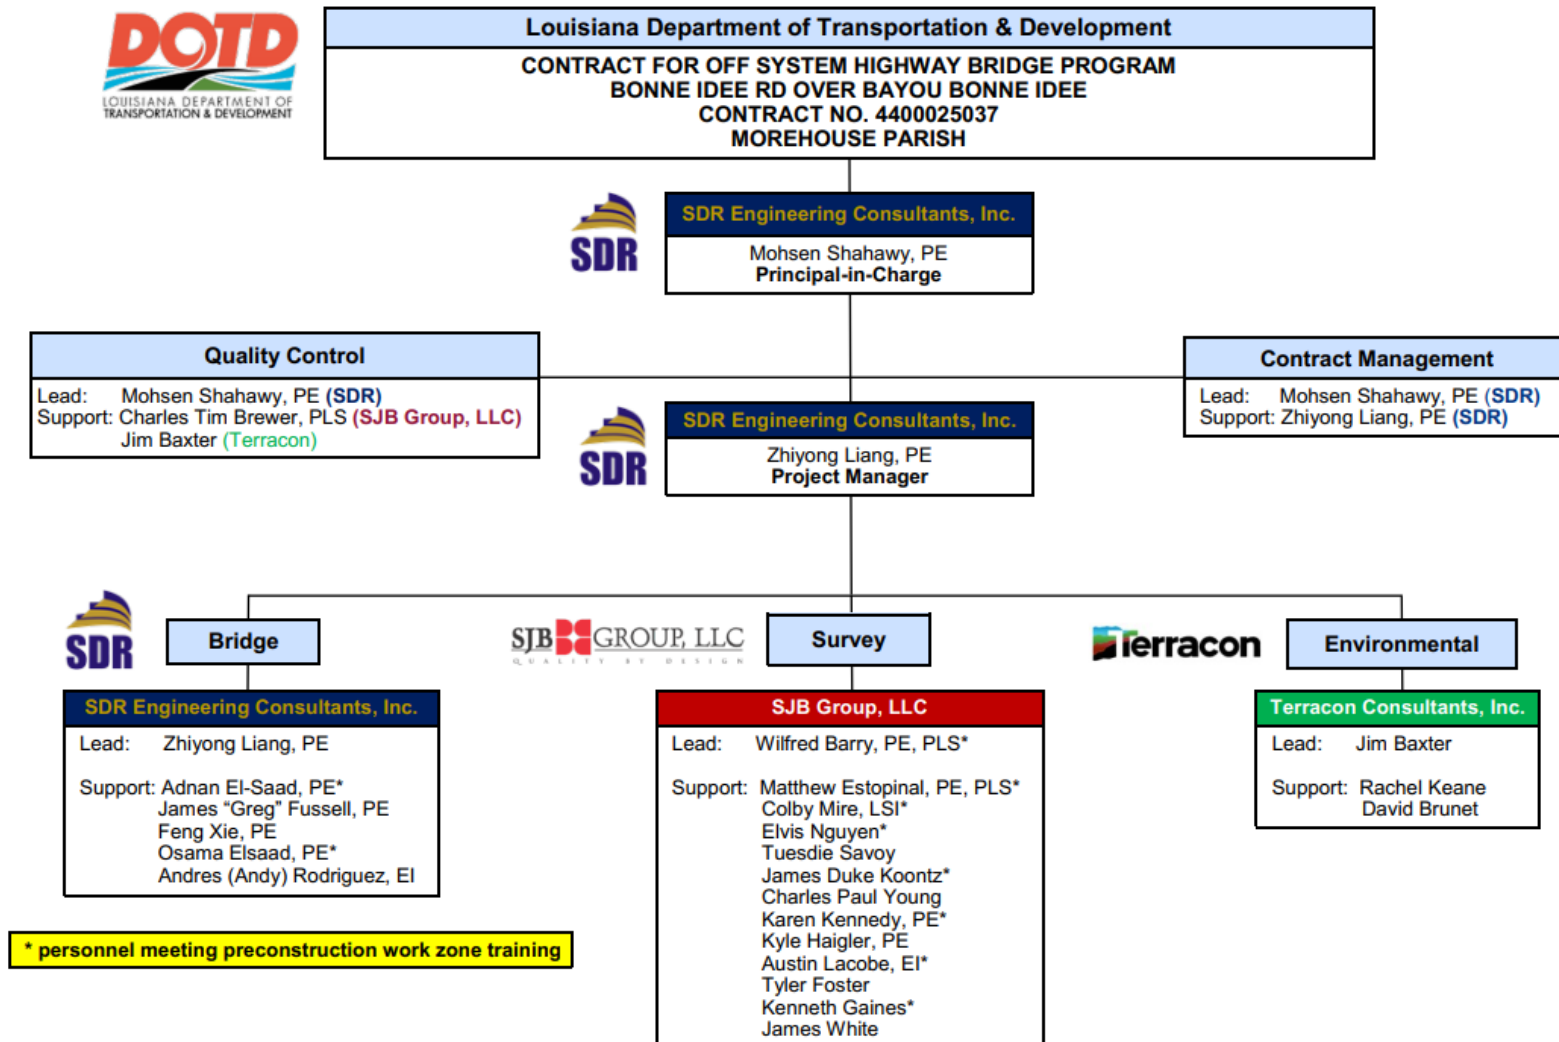 DOTD
LOUISIANA DEPARTMENT OF
TRANSPORTATION & DEVELOPMENT
Louisiana Department of Transportation & Development
CONTRACT FOR OFF SYSTEM HIGHWAY BRIDGE PROGRAM
BONNE IDEE RD OVER BAYOU BONNE IDEE
CONTRACT NO. 4400025037
MOREHOUSE PARISH
SDR
SDR Engineering Consultants, Inc.
Mohsen Shahawy, PE
Principal-in-Charge
Quality Control
Lead: Mohsen Shahawy, PE (SDR)
Support: Charles Tim Brewer, PLS (SJB Group, LLC)
Jim Baxter (Terracon)
Contract Management
Lead: Mohsen Shahawy, PE (SDR)
Support: Zhiyong Liang, PE (SDR)
SDR
SDR Engineering Consultants, Inc.
Zhiyong Liang, PE
Project Manager
SDR
Bridge
SDR Engineering Consultants, Inc.
Lead: Zhiyong Liang, PE
Support: Adnan El-Saad, PE*
James “Greg” Fussell, PE
Feng Xie, PE
Osama Elsaad, PE*
Andres (Andy) Rodriguez, EI
* personnel meeting preconstruction work zone training
SJB GROUP, LLC
QUALITY BY DESIGN
Survey
SJB Group, LLC
Lead: Wilfred Barry, PE, PLS*
Support: Matthew Estopinal, PE, PLS*
Colby Mire, LSI*
Elvis Nguyen*
Tuesdie Savoy
James Duke Koontz*
Charles Paul Young
Karen Kennedy, PE*
Kyle Haigler, PE
Austin Lacobe, EI*
Tyler Foster
Kenneth Gaines*
James White
Terracon
Environmental
Terracon Consultants, Inc.
Lead: Jim Baxter
Support: Rachel Keane
David Brunet